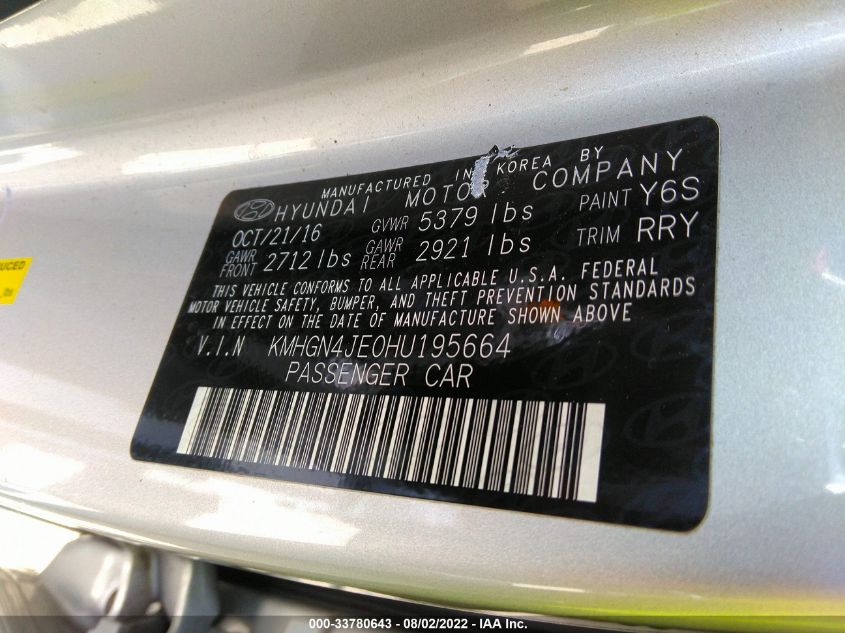 MANUFACTURED IN KOREA BY
HYUNDAI MOTOR COMPANY
OCT/21/16 GVWR 5379 lbs PAINT Y6S
GAWR FRONT 2712 lbs GAWR REAR 2921 lbs TRIM RRY
THIS VEHICLE CONFORMS TO ALL APPLICABLE U.S.A. FEDERAL
MOTOR VEHICLE SAFETY, BUMPER, AND THEFT PREVENTION STANDARDS
IN EFFECT ON THE DATE OF MANUFACTURE SHOWN ABOVE
V.I.N KMHGN4JE0HU195664
PASSENGER CAR
000-33780643 - 08/02/2022 - IAA Inc.